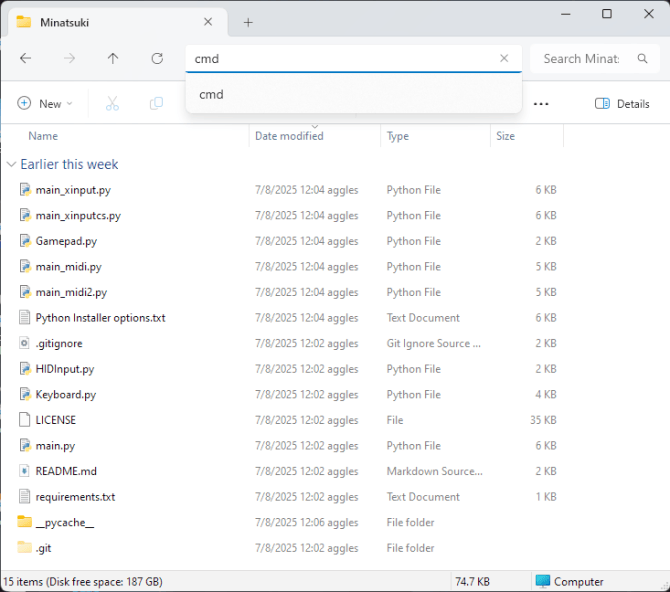 Minatsuki
cmd
Search Minat:
cmd
New
Details
Name Date modified Type Size
Earlier this week
main_xinput.py 7/8/2025 12:04 aggles Python File 6 KB
main_xinputcs.py 7/8/2025 12:04 aggles Python File 6 KB
Gamepad.py 7/8/2025 12:04 aggles Python File 2 KB
main_midi.py 7/8/2025 12:04 aggles Python File 5 KB
main_midi2.py 7/8/2025 12:04 aggles Python File 5 KB
Python Installer options.txt 7/8/2025 12:04 aggles Text Document 6 KB
.gitignore 7/8/2025 12:02 aggles Git Ignore Source ... 2 KB
HIDInput.py 7/8/2025 12:02 aggles Python File 2 KB
Keyboard.py 7/8/2025 12:02 aggles Python File 4 KB
LICENSE 7/8/2025 12:02 aggles File 35 KB
main.py 7/8/2025 12:02 aggles Python File 6 KB
README.md 7/8/2025 12:02 aggles Markdown Source... 2 KB
requirements.txt 7/8/2025 12:02 aggles Text Document 1 KB
__pycache__ 7/8/2025 12:06 aggles File folder
.git 7/8/2025 12:02 aggles File folder
15 items (Disk free space: 187 GB) 74.7 KB Computer